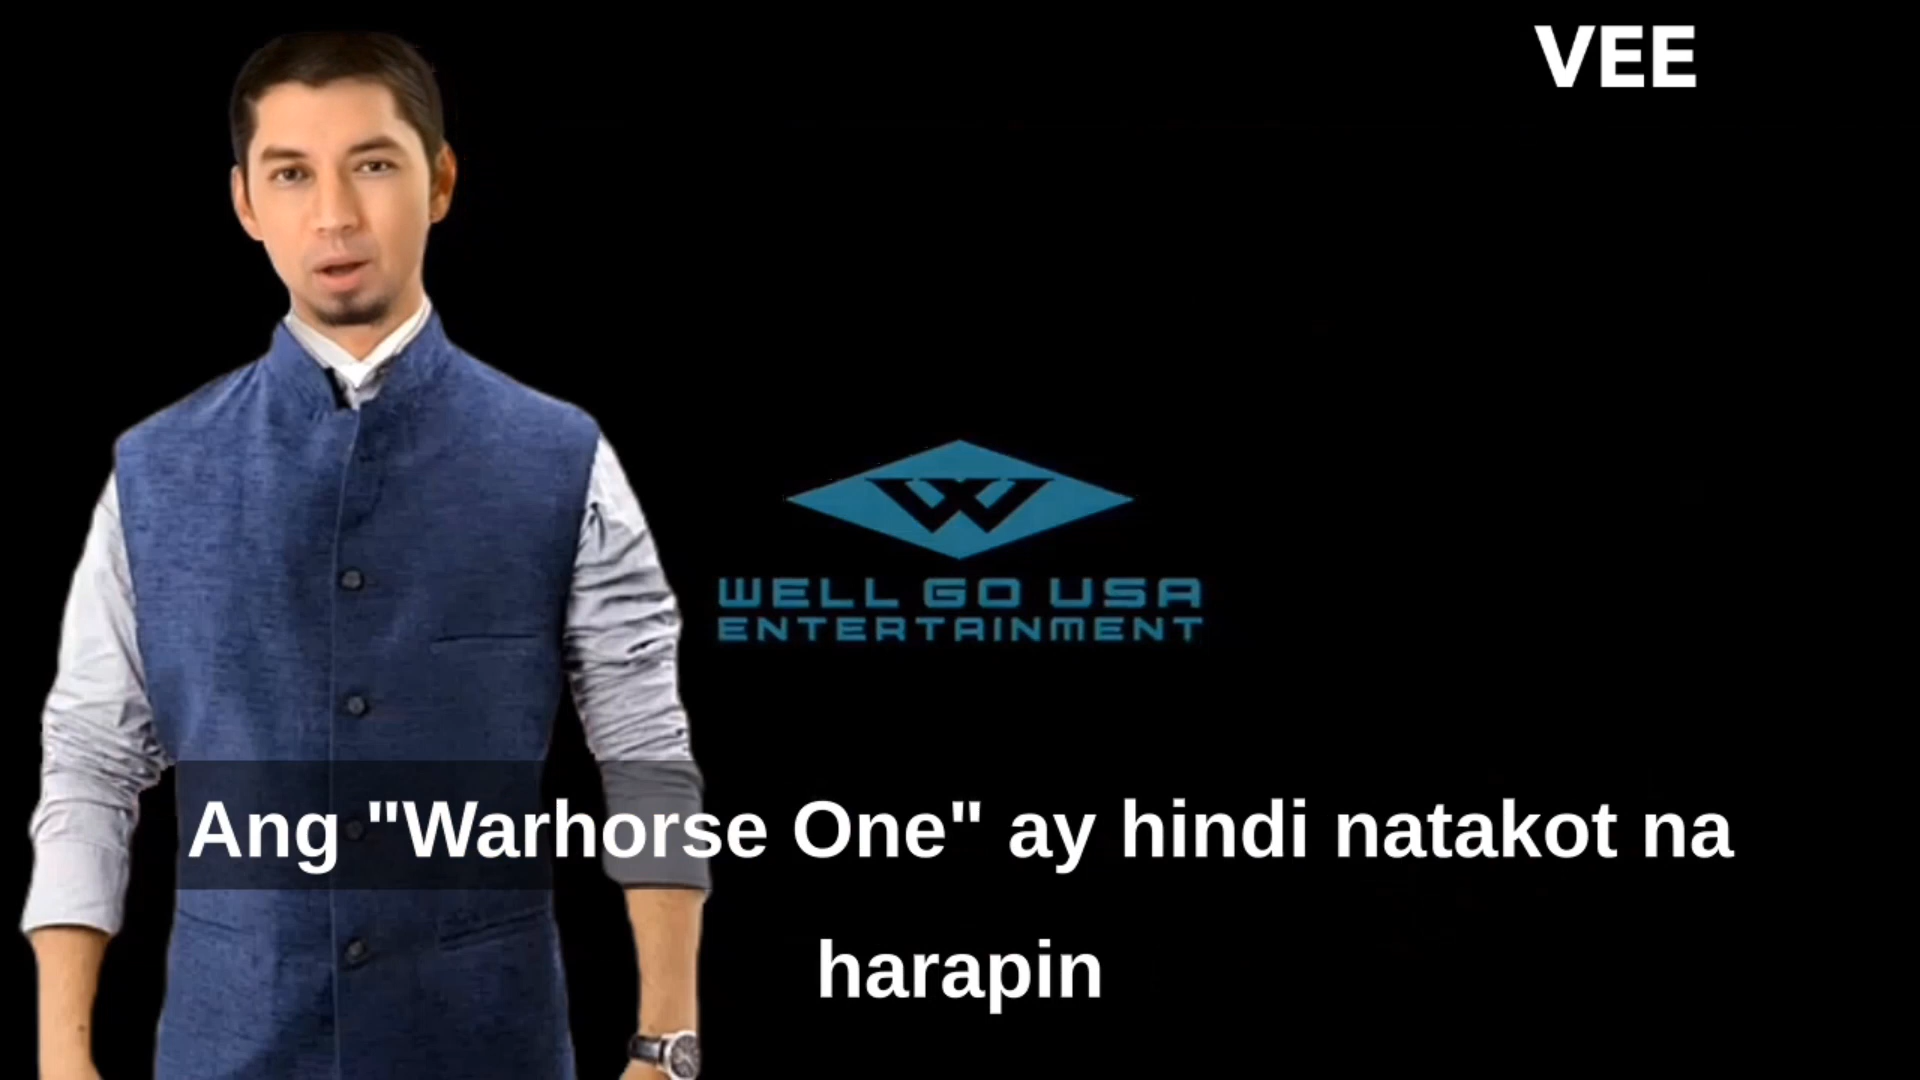 VEE
WELL GO USA
ENTERTAINMENT
Ang "Warhorse One" ay hindi natakot na
harapin